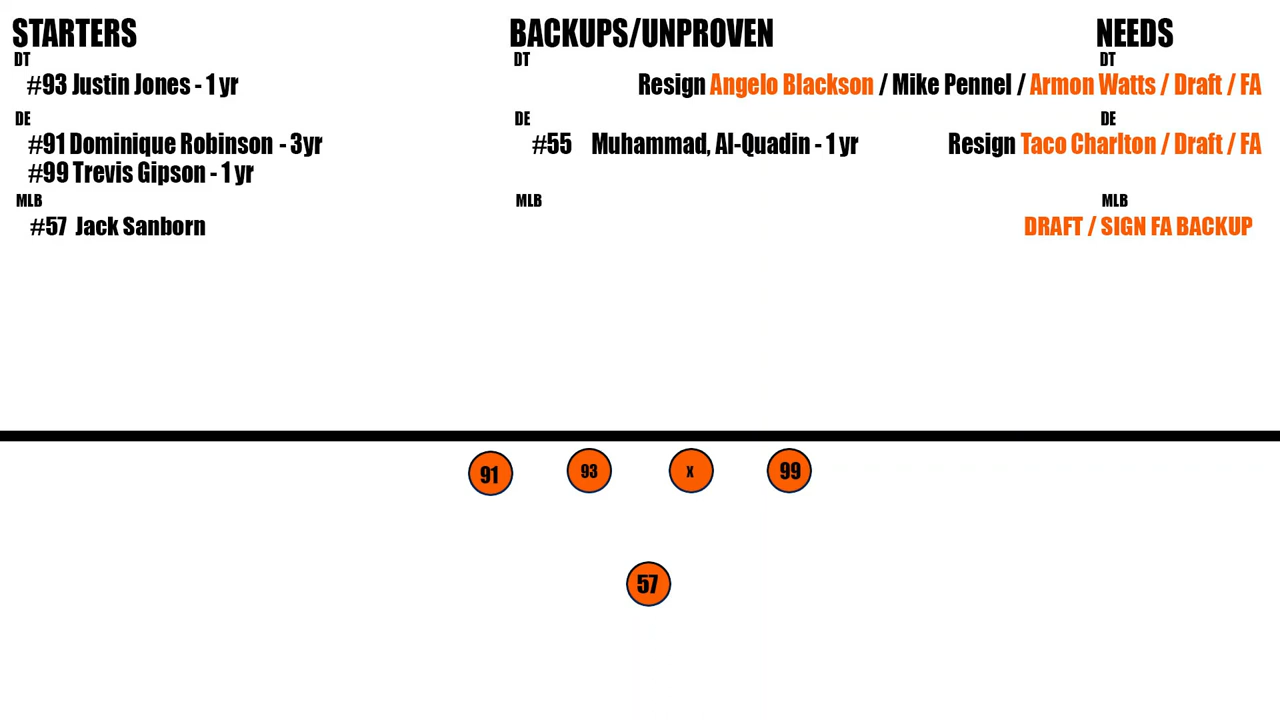 STARTERS BACKUPS/UNPROVEN NEEDS
DT DT DT
#93 Justin Jones - 1 yr Resign Angelo Blackson / Mike Pennel / Armon Watts / Draft / FA
DE DE DE
#91 Dominique Robinson - 3yr #55 Muhammad, Al-Quadin - 1 yr Resign Taco Charlton / Draft / FA
#99 Trevis Gipson - 1 yr
MLB MLB MLB
#57 Jack Sanborn DRAFT / SIGN FA BACKUP
91 93 X 99
57